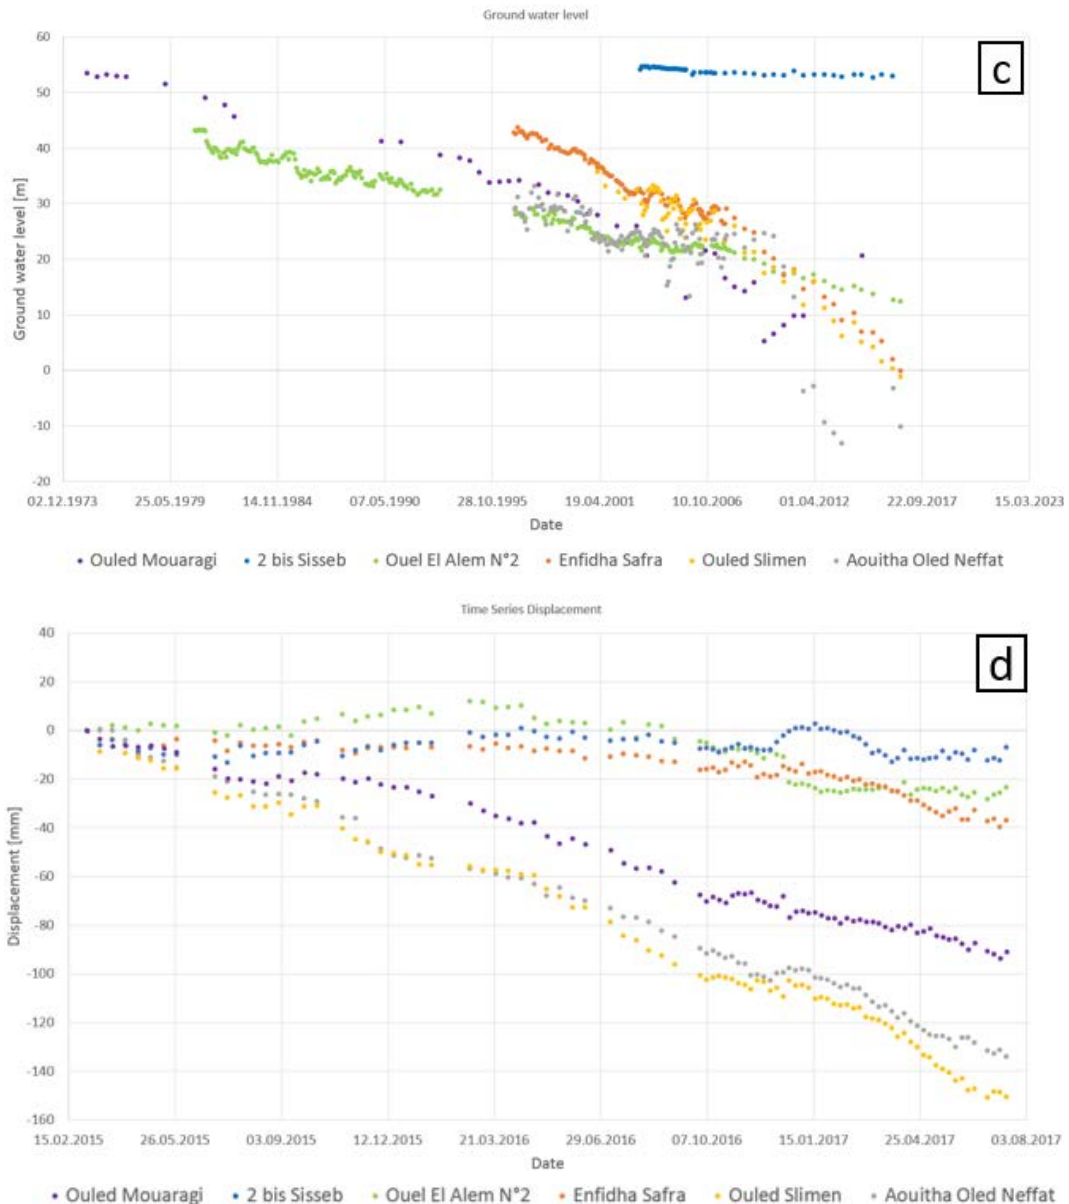 Ground water level
c
60
50
40
30
20
10
0
-10
-20
Ground water level [m]
02.12.1973 25.05.1979 14.11.1984 07.05.1990 28.10.1995 19.04.2001 10.10.2006 01.04.2012 22.09.2017 15.03.2023
Date
Ouled Mouaragi 2 bis Sisseb Ouel El Alem N°2 Enfidha Safra Ouled Slimen Aouitha Oled Neffat
Time Series Displacement
d
40
20
0
-20
-40
-60
-80
-100
-120
-140
-160
Displacement [mm]
15.02.2015 26.05.2015 03.09.2015 12.12.2015 21.03.2016 29.06.2016 07.10.2016 15.01.2017 25.04.2017 03.08.2017
Date
Ouled Mouaragi 2 bis Sisseb Ouel El Alem N°2 Enfidha Safra Ouled Slimen Aouitha Oled Neffat